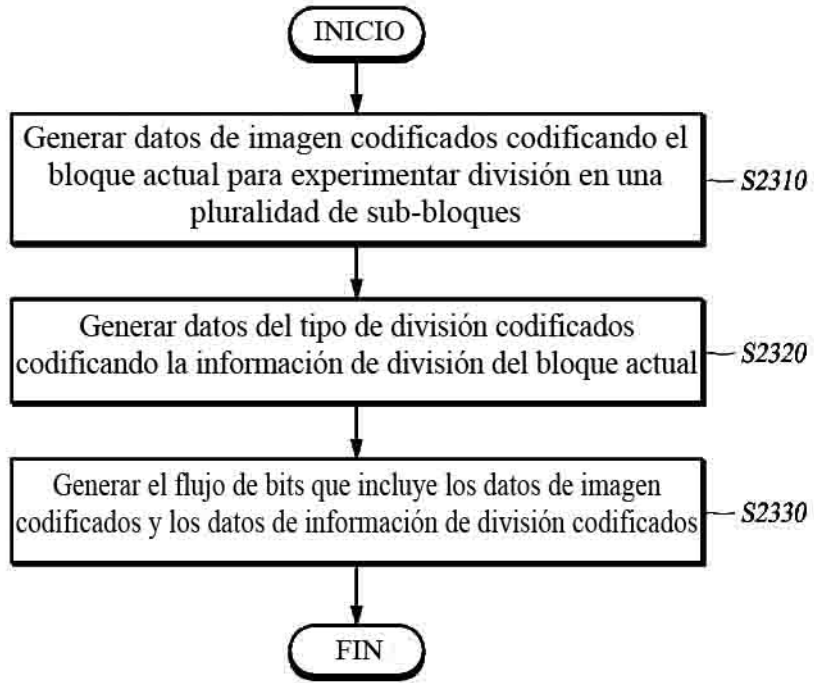 INICIO
Generar datos de imagen codificados codificando el
bloque actual para experimentar división en una
pluralidad de sub-bloques
S2310
Generar datos del tipo de división codificados
codificando la información de división del bloque actual
S2320
Generar el flujo de bits que incluye los datos de imagen
codificados y los datos de información de división codificados
S2330
FIN